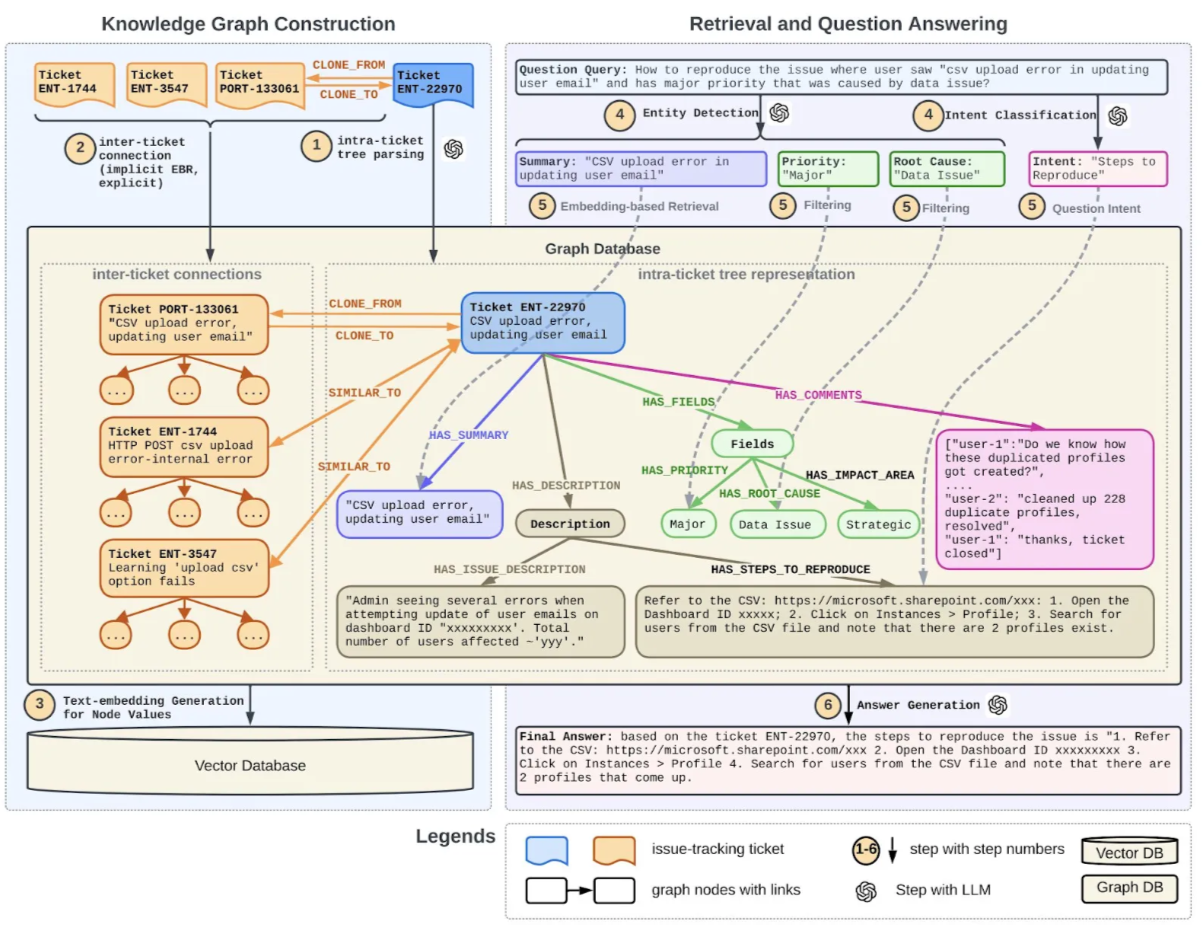 Knowledge Graph Construction
Retrieval and Question Answering
Ticket
ENT-1744
Ticket
ENT-3547
Ticket
PORT-133061
CLONE_FROM
CLONE_TO
Ticket
ENT-22970
2
inter-ticket
connection
(implicit EBR,
explicit)
1
intra-ticket
tree parsing
Question Query: How to reproduce the issue where user saw "csv upload error in updating
user email" and has major priority that was caused by data issue?
4
Entity Detection
4
Intent Classification
Summary: "CSV upload error in
updating user email"
Priority:
"Major"
Root Cause:
"Data Issue"
Intent: "Steps to
Reproduce"
5
Embedding-based Retrieval
5
Filtering
5
Filtering
5
Question Intent
Graph Database
inter-ticket connections
intra-ticket tree representation
Ticket PORT-133061
"CSV upload error,
updating user email"
...
...
...
Ticket ENT-1744
HTTP POST csv upload
error-internal error
...
...
...
Ticket ENT-3547
Learning 'upload csv'
option fails
...
...
...
CLONE_FROM
CLONE_TO
SIMILAR_TO
SIMILAR_TO
Ticket ENT-22970
CSV upload error,
updating user email
HAS_SUMMARY
HAS_DESCRIPTION
HAS_FIELDS
HAS_COMMENTS
Fields
HAS_PRIORITY
HAS_ROOT_CAUSE
HAS_IMPACT_AREA
"CSV upload error,
updating user email"
Description
Major
Data Issue
Strategic
["user-1":"Do we know how
these duplicated profiles
got created?",
....
"user-2": "cleaned up 228
duplicate profiles,
resolved",
"user-1": "thanks, ticket
closed"]
HAS_ISSUE_DESCRIPTION
HAS_STEPS_TO_REPRODUCE
"Admin seeing several errors when
attempting update of user emails on
dashboard ID "xxxxxxxxx'. Total
number of users affected ~'yyy'."
Refer to the CSV: https://microsoft.sharepoint.com/xxx: 1. Open the
Dashboard ID xxxxx; 2. Click on Instances > Profile; 3. Search for
users from the CSV file and note that there are 2 profiles exist.
3
Text-embedding Generation
for Node Values
Vector Database
6
Answer Generation
Final Answer: based on the ticket ENT-22970, the steps to reproduce the issue is "1. Refer
to the CSV: https://microsoft.sharepoint.com/xxx 2. Open the Dashboard ID xxxxxxxxx 3.
Click on Instances > Profile 4. Search for users from the CSV file and note that there are
2 profiles that come up.
Legends
issue-tracking ticket
1-6
step with step numbers
Vector DB
graph nodes with links
Step with LLM
Graph DB